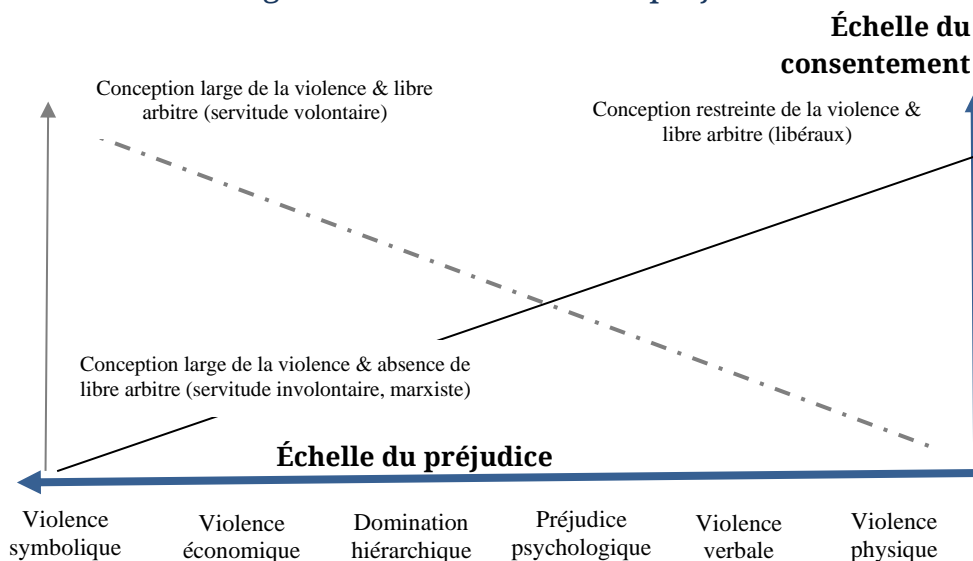 Échelle du
consentement
Conception large de la violence & libre
arbitre (servitude volontaire)
Conception restreinte de la violence &
libre arbitre (libéraux)
Conception large de la violence & absence de
libre arbitre (servitude involontaire, marxiste)
Échelle du préjudice
Violence
symbolique
Violence
économique
Domination
hiérarchique
Préjudice
psychologique
Violence
verbale
Violence
physique